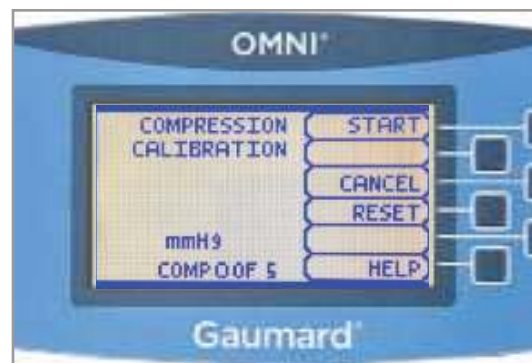 OMNI®
COMPRESSION
CALIBRATION
START
CANCEL
RESET
mmHg
COMP 0 OF 5
HELP
Gaumard®